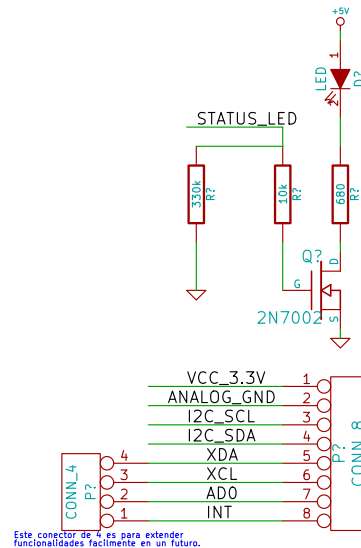 +5V
1
LED
D?
2
STATUS_LED
330k
R?
10k
R?
680
R?
Q?
D
G
S
2N7002
VCC_3.3V 1
ANALOG_GND 2
I2C_SCL 3
I2C_SDA 4
4 XDA 5
3 XCL 6
2 AD0 7
1 INT 8
CONN_4
P?
P?
CONN_8
Este conector de 4 es para extender
funcionalidades facilmente en un futuro.